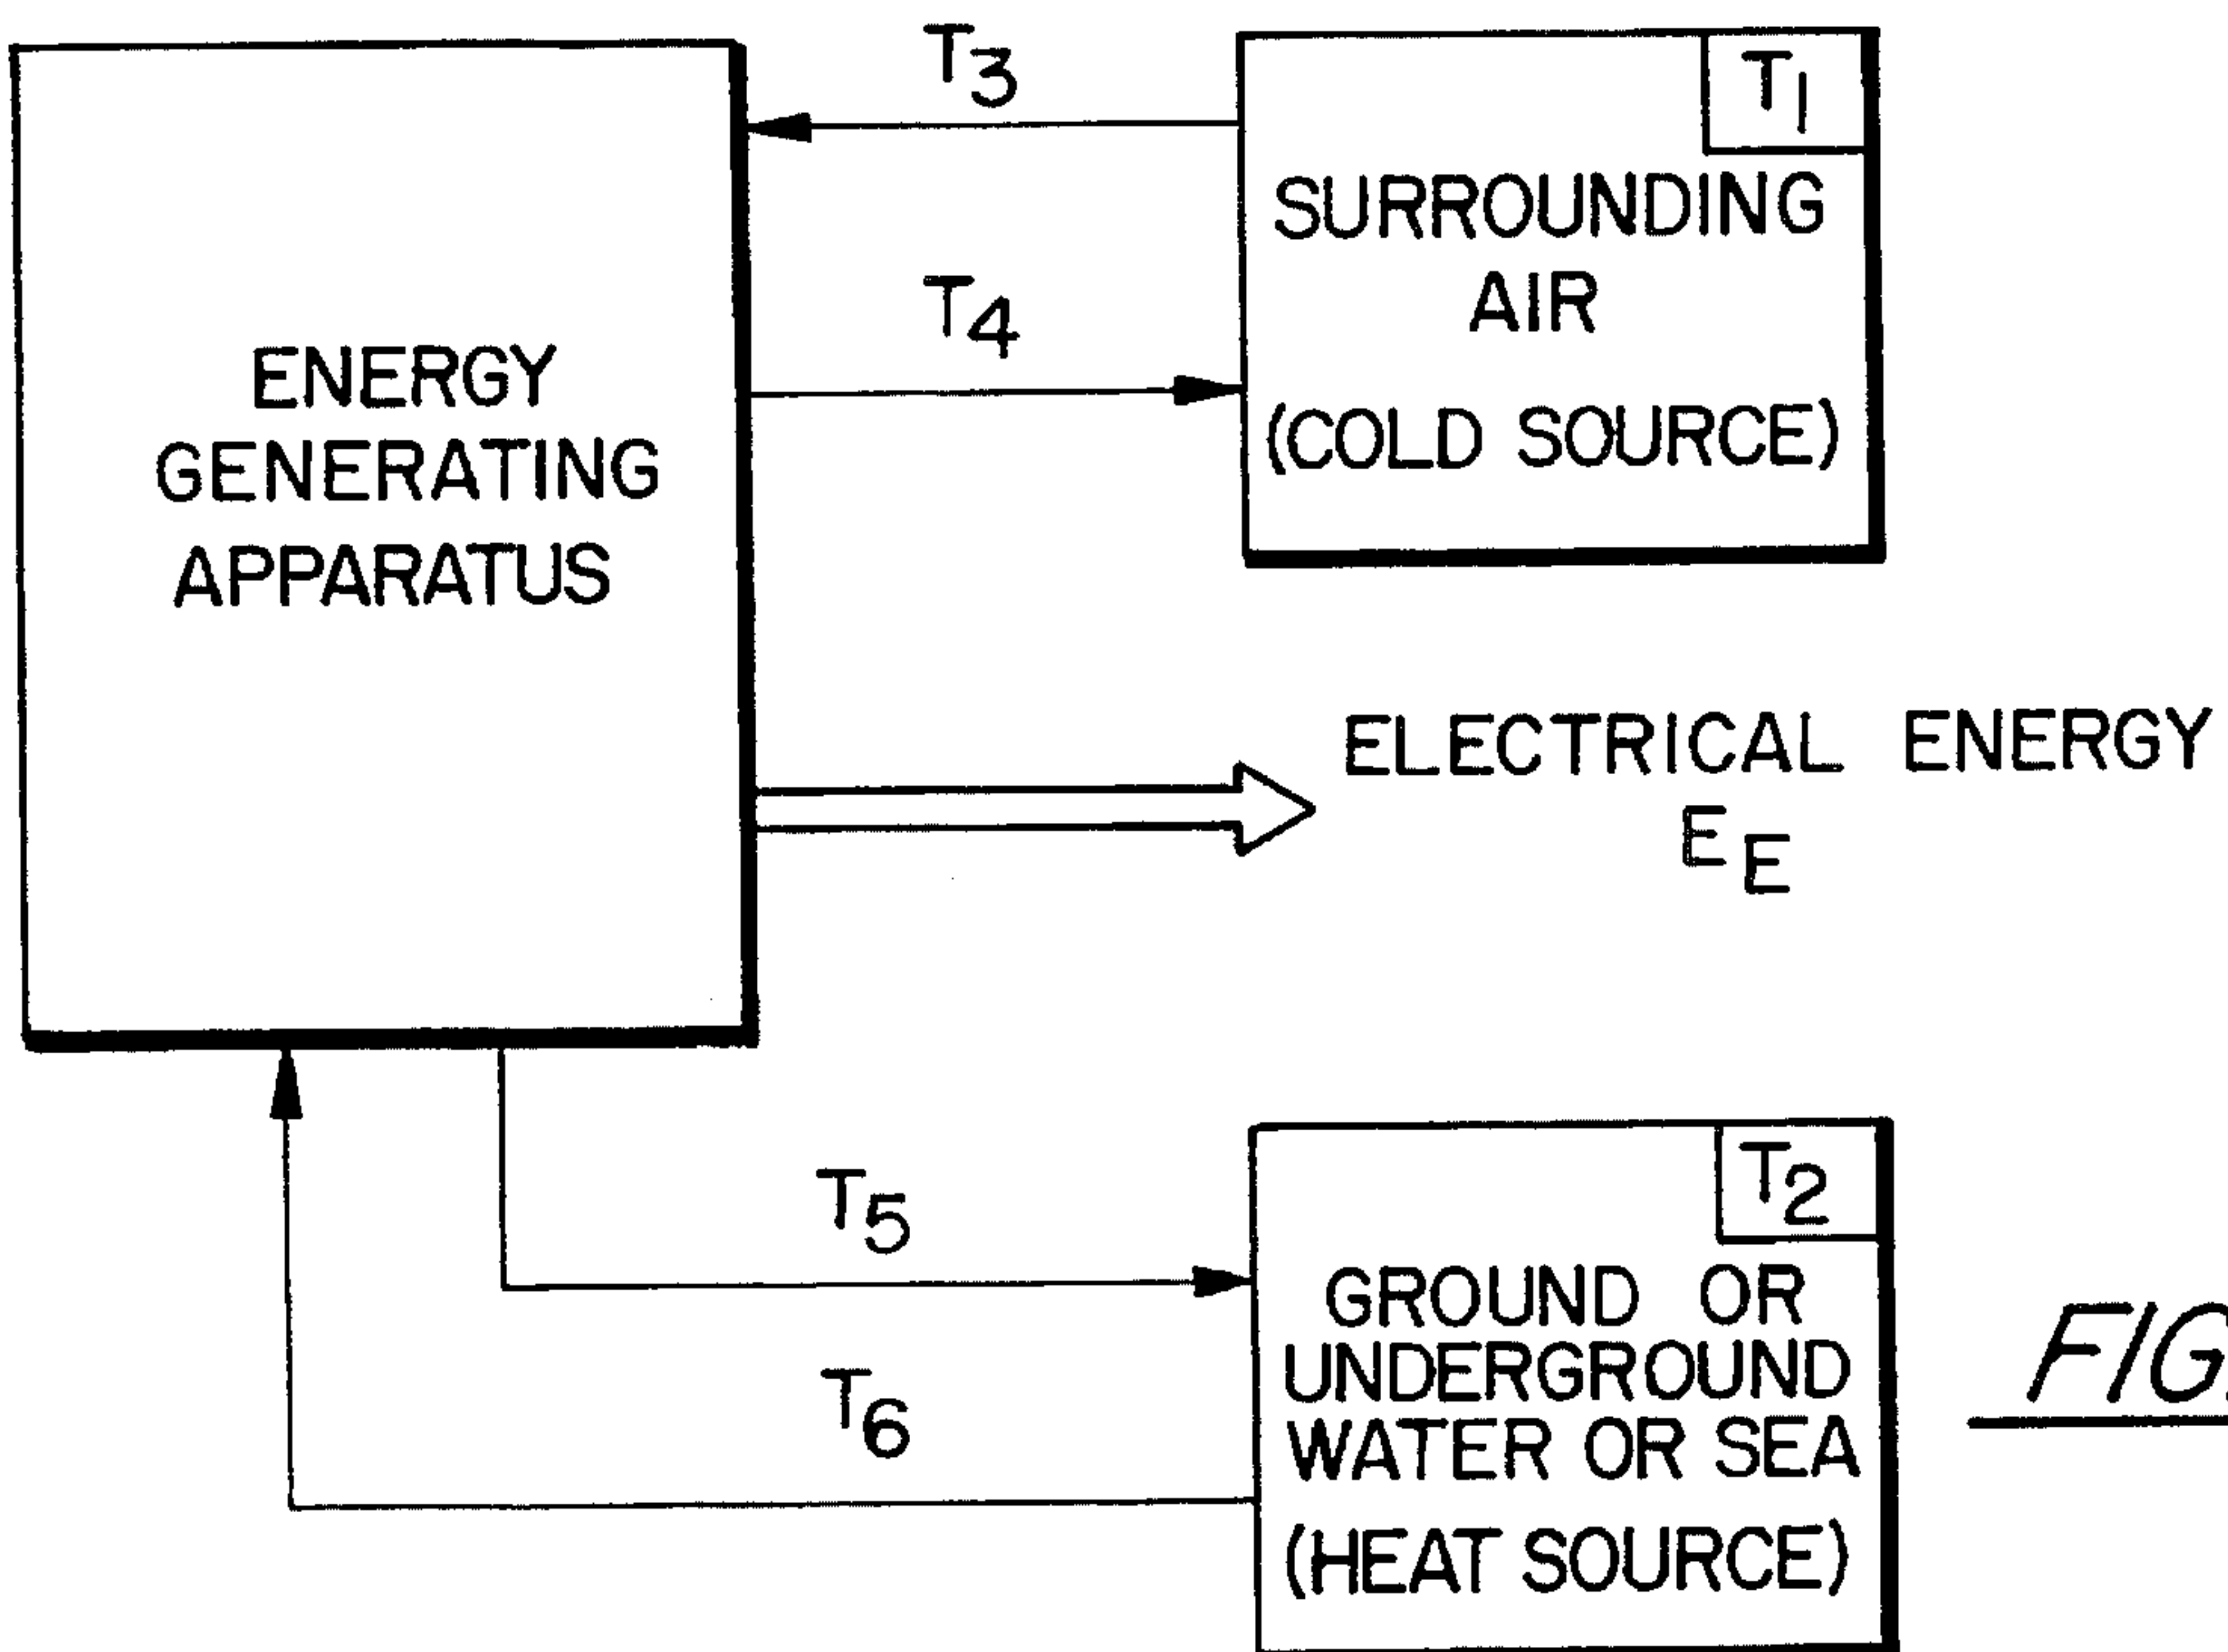 T3
T1
SURROUNDING
AIR
(COLD SOURCE)
T4
ENERGY
GENERATING
APPARATUS
ELECTRICAL ENERGY
EE
T5
T2
GROUND OR
UNDERGROUND
WATER OR SEA
(HEAT SOURCE)
T6
FIG.